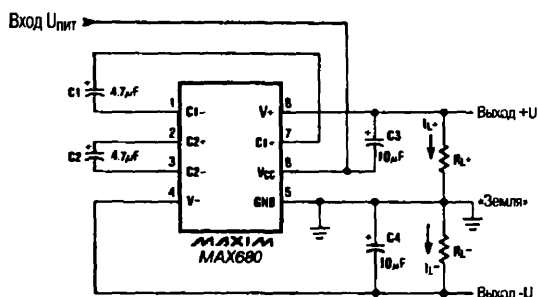 Вход Uпит
C1
+
4.7µF
1
C1-
V+
8
Выход +U
2
C2+
C1+
7
C3
+
10µF
IL+
RL+
C2
+
4.7µF
3
C2-
VCC
6
4
V-
GND
5
«Земля»
MAXIM
MAX680
C4
+
10µF
IL-
RL-
Выход -U